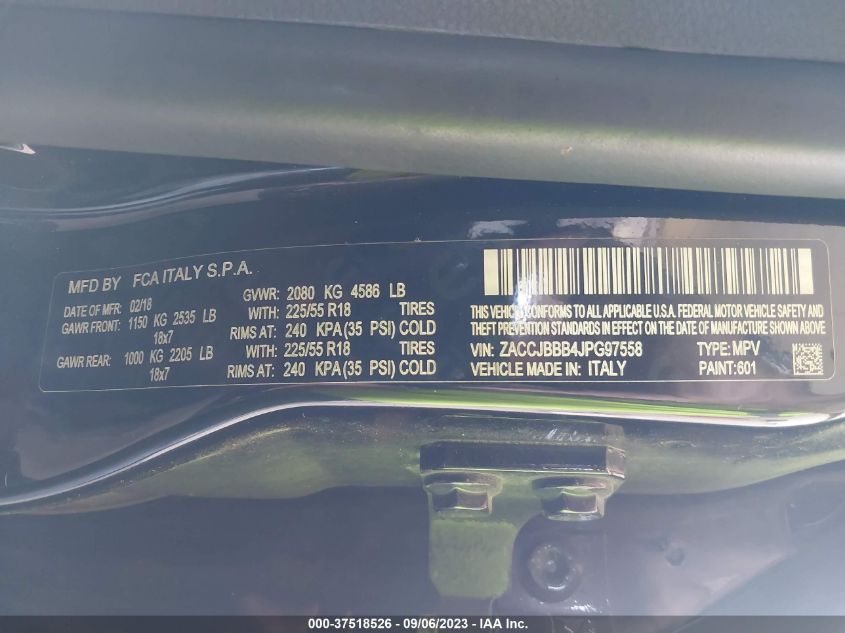 MFD BY FCA ITALY S.P.A.
DATE OF MFR: 02/18 GVWR: 2080 KG 4586 LB
GAWR FRONT: 1150 KG 2535 LB WITH: 225/55 R18 TIRES
18x7 RIMS AT: 240 KPA (35 PSI) COLD
GAWR REAR: 1000 KG 2205 LB WITH: 225/55 R18 TIRES
18x7 RIMS AT: 240 KPA (35 PSI) COLD
THIS VEHICLE CONFORMS TO ALL APPLICABLE U.S.A. FEDERAL MOTOR VEHICLE SAFETY AND
THEFT PREVENTION STANDARDS IN EFFECT ON THE DATE OF MANUFACTURE SHOWN ABOVE.
VIN: ZACCJBBB4JPG97558 TYPE: MPV
VEHICLE MADE IN: ITALY PAINT: 601
000-37518526 - 09/06/2023 - IAA Inc.